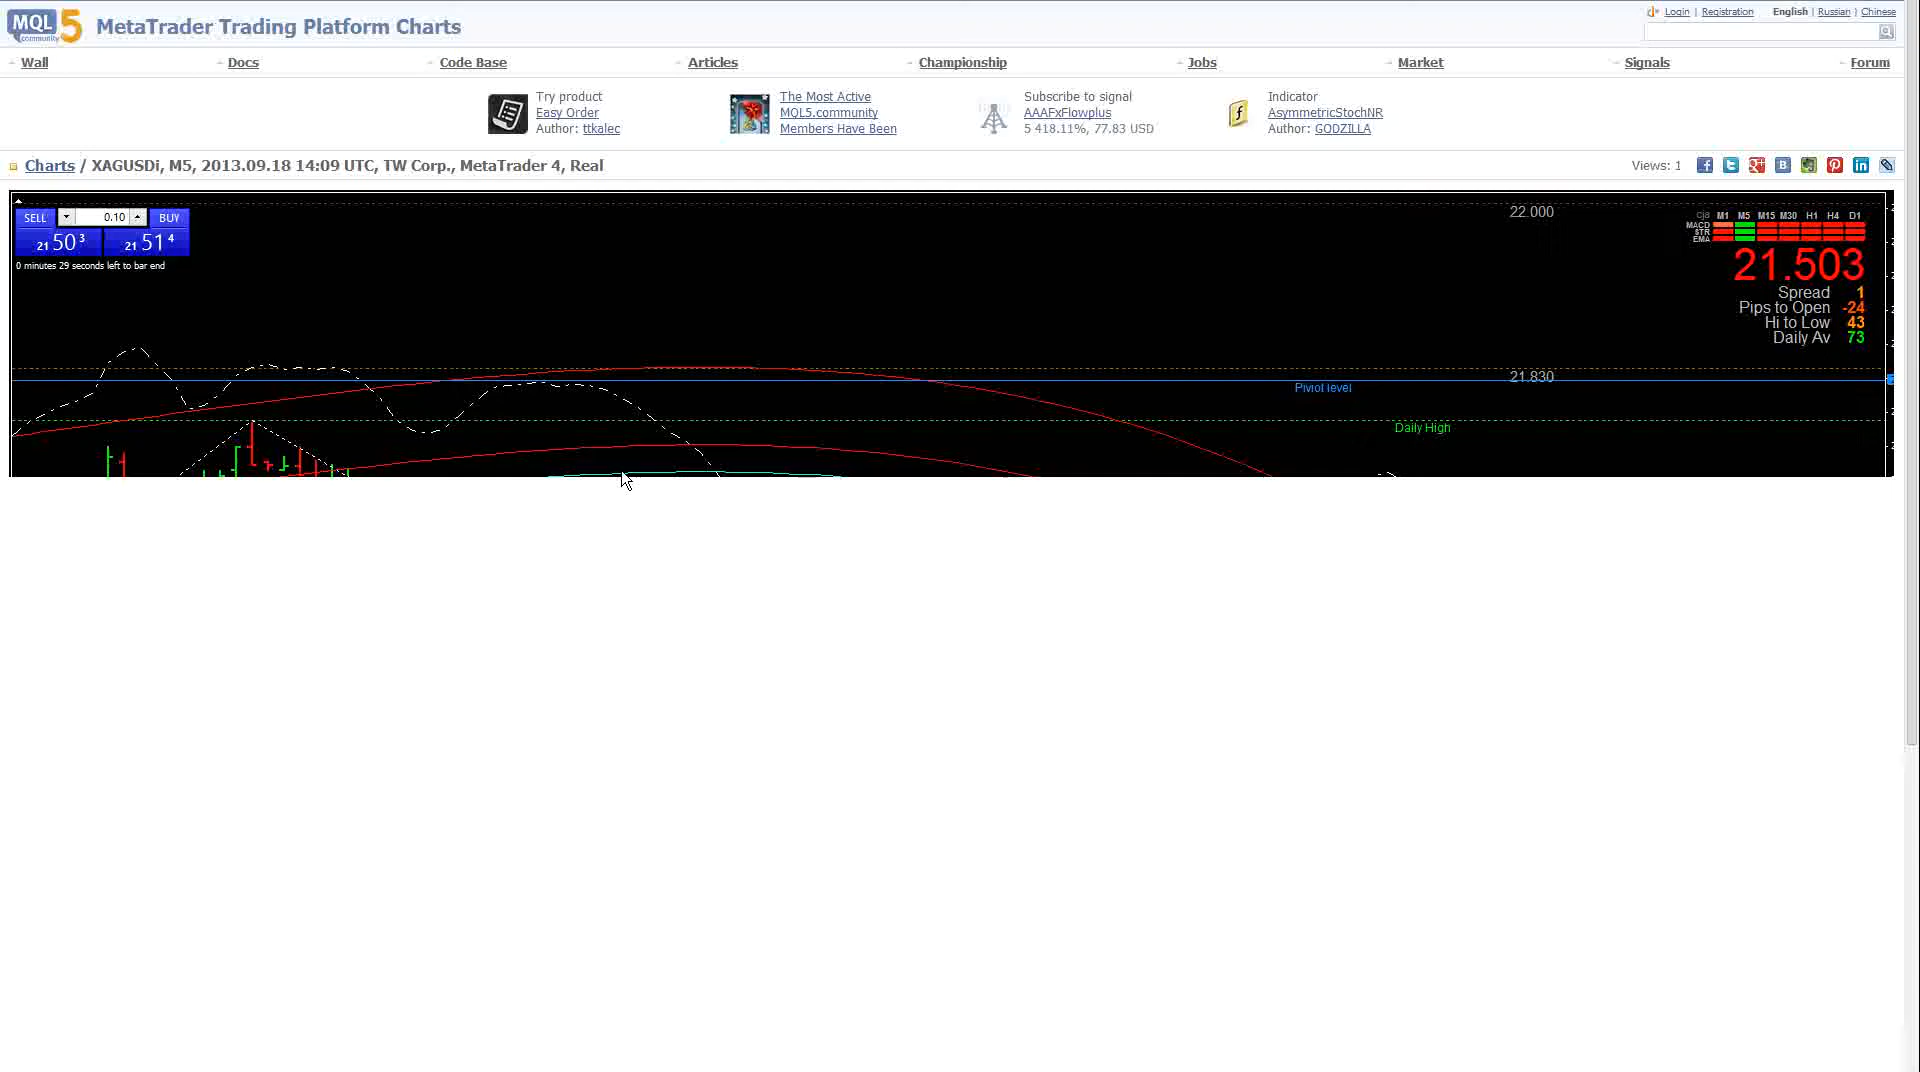 MQL5 community
MetaTrader Trading Platform Charts
Login | Registration English | Russian | Chinese
Wall Docs Code Base Articles Championship Jobs Market Signals Forum
Try product
Easy Order
Author: ttkalec
The Most Active
MQL5.community
Members Have Been
Subscribe to signal
AAAFxFlowplus
5 418.11%, 77.83 USD
Indicator
AsymmetricStochNR
Author: GODZILLA
Charts / XAGUSDi, M5, 2013.09.18 14:09 UTC, TW Corp., MetaTrader 4, Real
Views: 1
SELL 0.10 BUY
21 50 3 21 51 4
0 minutes 29 seconds left to bar end
22.000
M1 M5 M15 M30 H1 H4 D1
MACD
STR
EMA
21.503
Spread 1
Pips to Open -24
Hi to Low 43
Daily Av 73
21.830
Piviot level
Daily High